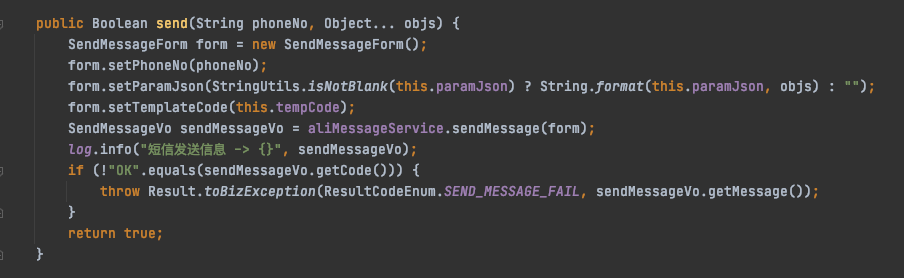 public Boolean send(String phoneNo, Object... objs) {
    SendMessageForm form = new SendMessageForm();
    form.setPhoneNo(phoneNo);
    form.setParamJson(StringUtils.isNotBlank(this.paramJson) ? String.format(this.paramJson, objs) : "");
    form.setTemplateCode(this.tempCode);
    SendMessageVo sendMessageVo = aliMessageService.sendMessage(form);
    log.info("短信发送信息 -> {}", sendMessageVo);
    if (!"OK".equals(sendMessageVo.getCode())) {
        throw Result.toBizException(ResultCodeEnum.SEND_MESSAGE_FAIL, sendMessageVo.getMessage());
    }
    return true;
}